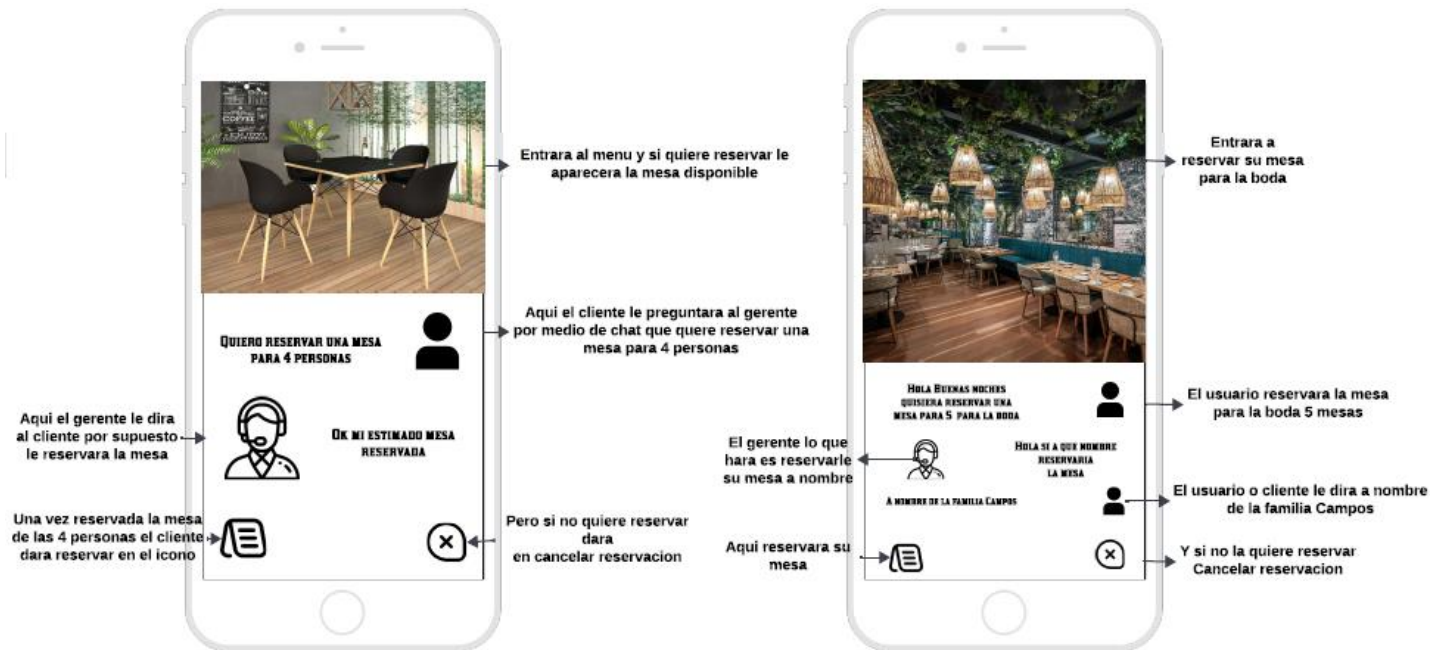 COFFEE
Entrara al menu y si quiere reservar le
aparecera la mesa disponible
QUIERO RESERVAR UNA MESA
PARA 4 PERSONAS
Aqui el cliente le preguntara al gerente
por medio de chat que quere reservar una
mesa para 4 personas
Aqui el gerente le dira
al cliente por supuesto
le reservara la mesa
OK MI ESTIMADO MESA
RESERVADA
Una vez reservada la mesa
de las 4 personas el cliente
dara reservar en el icono
Pero si no quiere reservar
dara
en cancelar reservacion
Entrara a
reservar su mesa
para la boda
HOLA BUENAS NOCHES
QUISIERA RESERVAR UNA
MESA PARA 5 PARA LA BODA
El usuario reservara la mesa
para la boda 5 mesas
El gerente lo que
hara es reservarle
su mesa a nombre
HOLA SI A QUE NOMBRE
RESERVARIA
LA MESA
A NOMBRE DE LA FAMILIA CAMPOS
El usuario o cliente le dira a nombre
de la familia Campos
Aqui reservara su
mesa
Y si no la quiere reservar
Cancelar reservacion